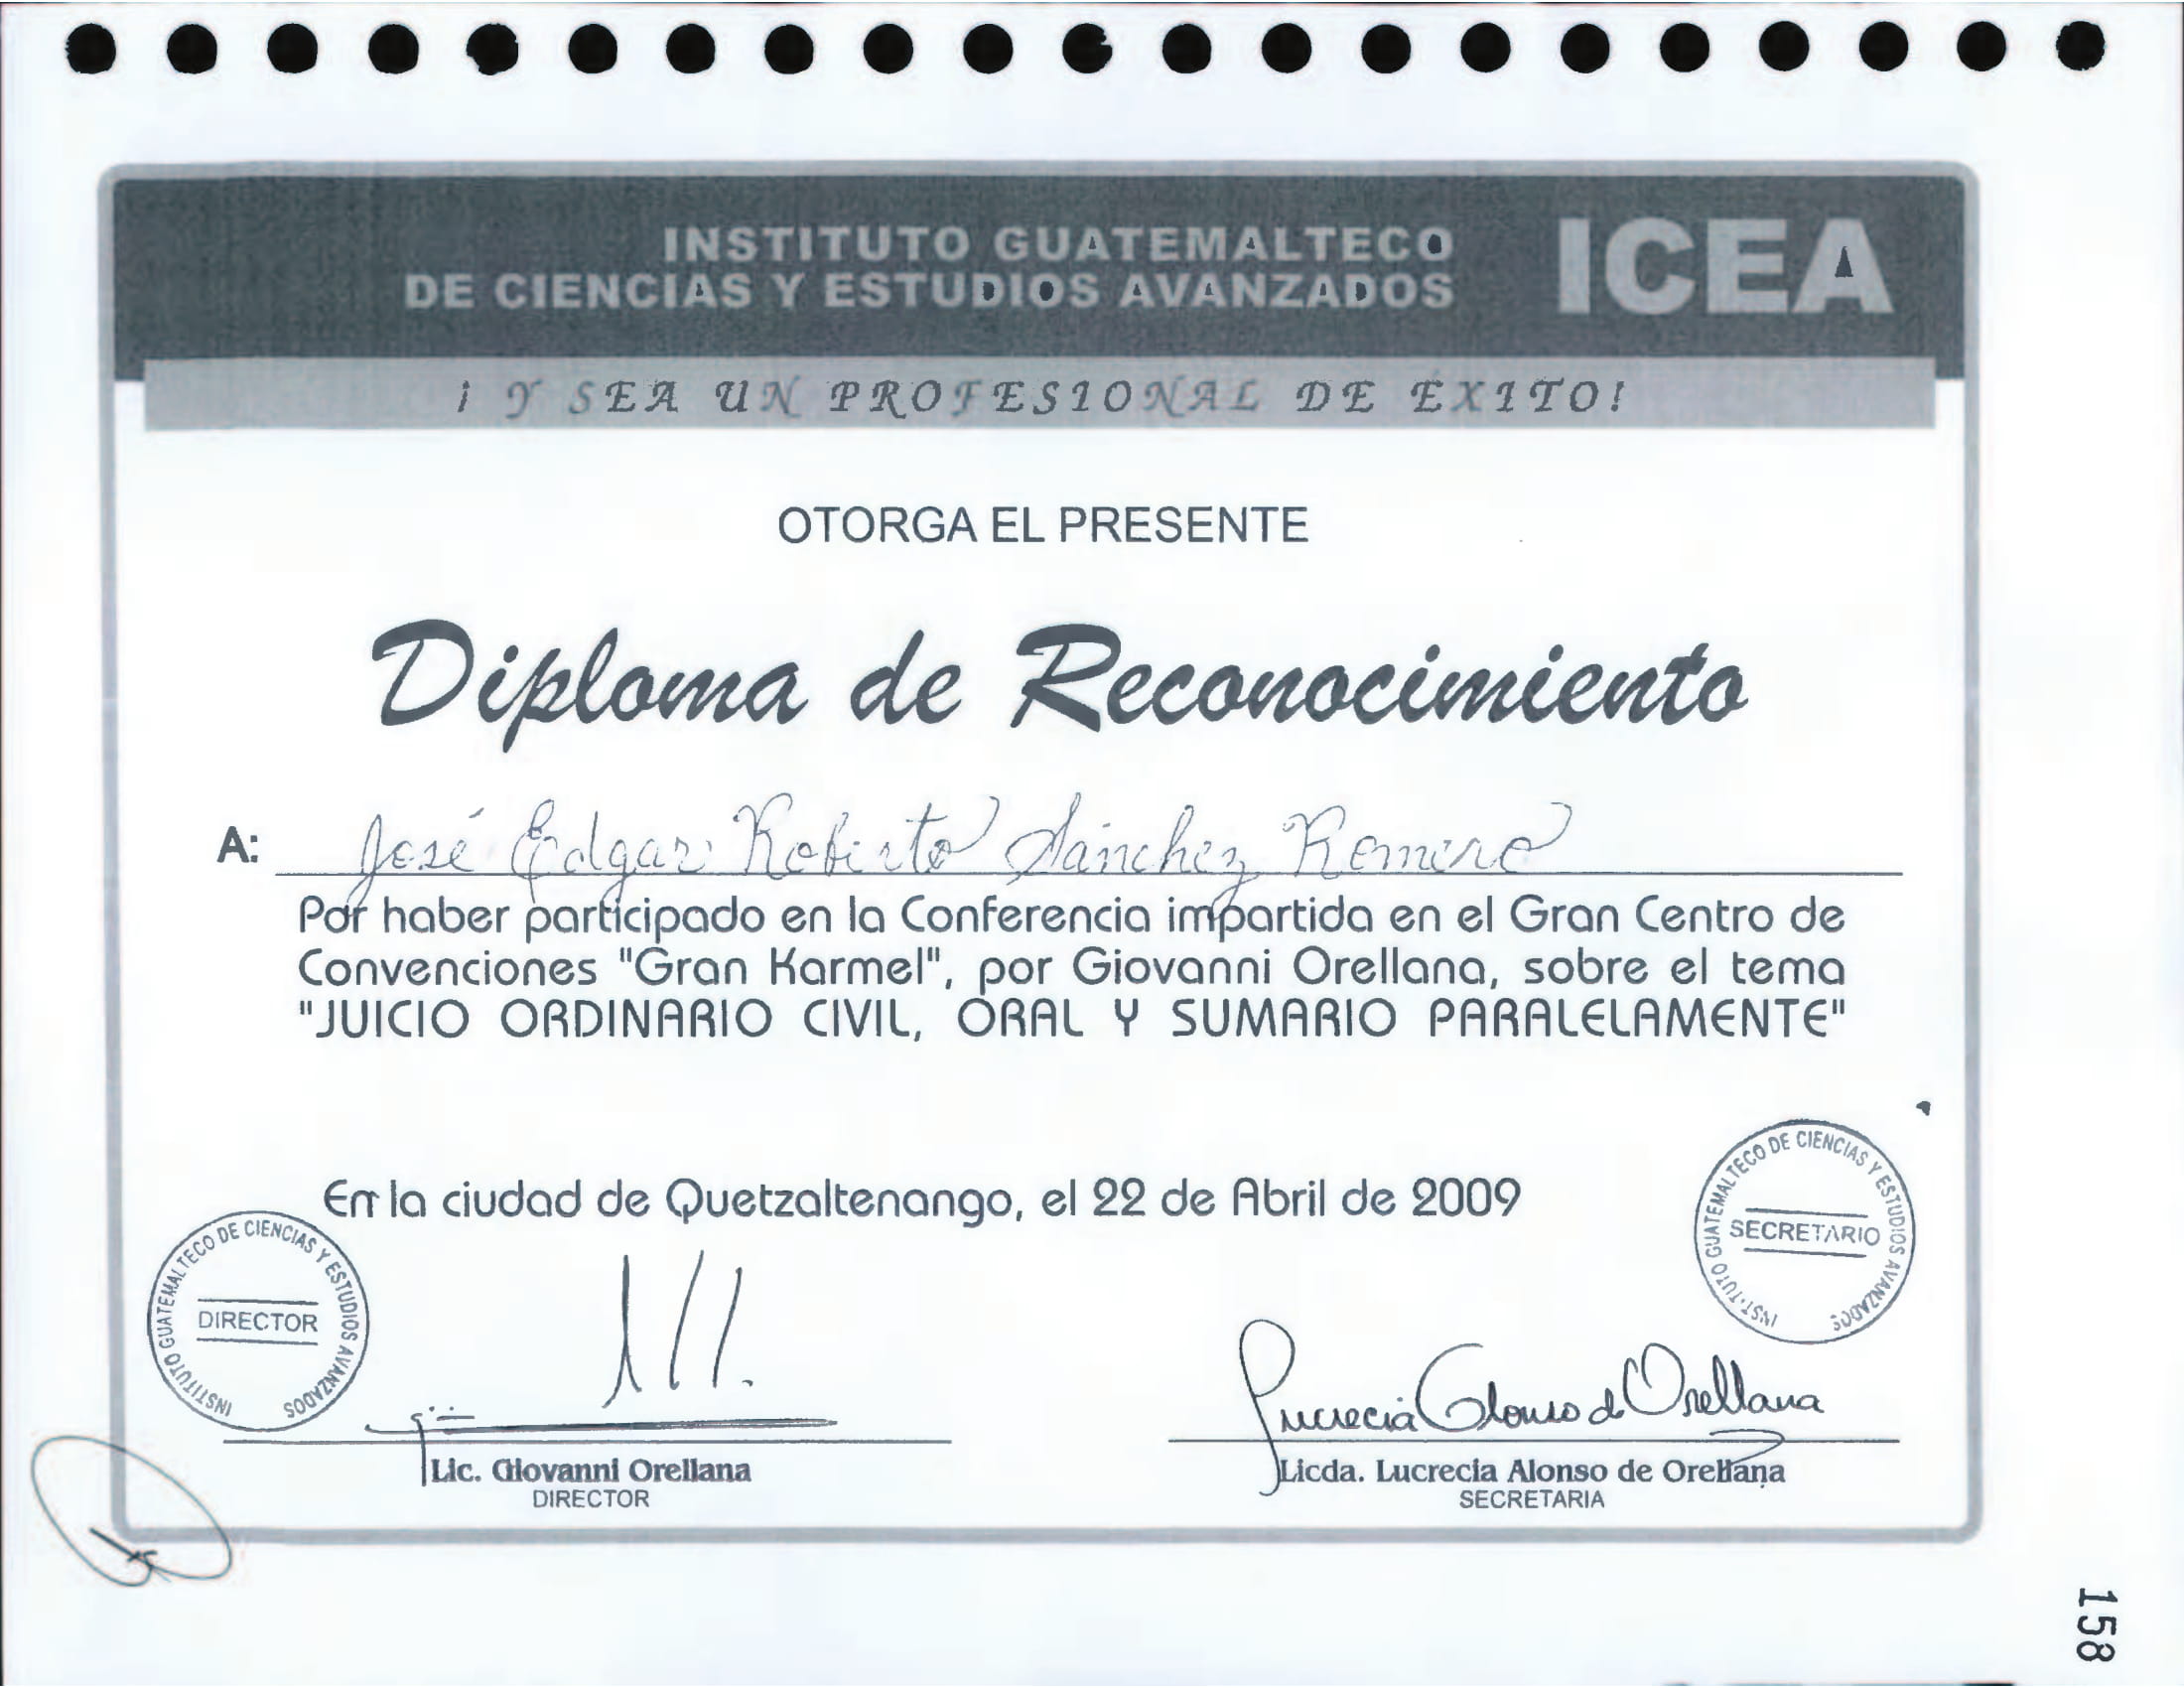 INSTITUTO GUATEMALTECO
DE CIENCIAS Y ESTUDIOS AVANZADOS
ICEA
¡Y SEA UN PROFESIONAL DE ÉXITO!
OTORGA EL PRESENTE
Diploma de Reconocimiento
A: José Edgar Roberto Sánchez Romero
Por haber participado en la Conferencia impartida en el Gran Centro de
Convenciones "Gran Karmel", por Giovanni Orellana, sobre el tema
"JUICIO ORDINARIO CIVIL, ORAL Y SUMARIO PARALELAMENTE"
En la ciudad de Quetzaltenango, el 22 de Abril de 2009
INSTITUTO GUATEMALTECO DE CIENCIAS Y ESTUDIOS AVANZADOS
DIRECTOR
INSTITUTO GUATEMALTECO DE CIENCIAS Y ESTUDIOS AVANZADOS
SECRETARIO
Lucrecia Alonso d Orellana
Lic. Giovanni Orellana
DIRECTOR
Licda. Lucrecia Alonso de Orellana
SECRETARIA
158